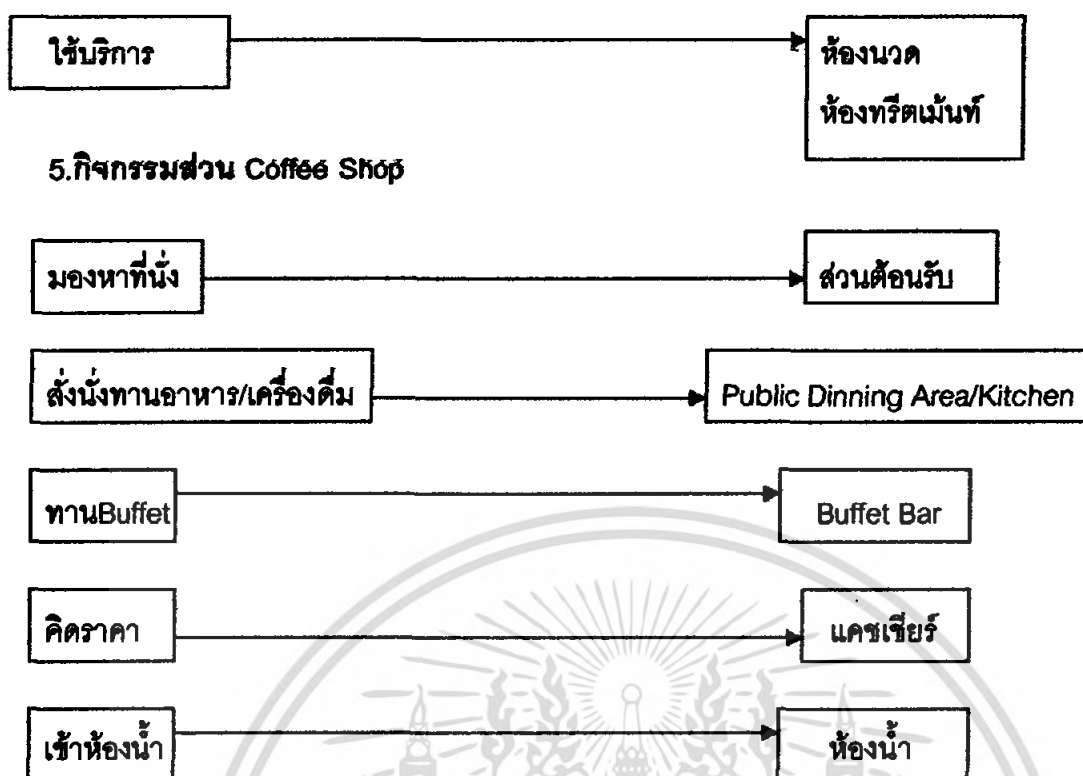 ใช้บริการ
ห้องนวด
ห้องทรีตเม้นท์
5.กิจกรรมส่วน Coffee Shop
มองหาที่นั่ง
ส่วนต้อนรับ
สั่งนั่งทานอาหาร/เครื่องดื่ม
Public Dinning Area/Kitchen
ทานBuffet
Buffet Bar
คิดราคา
แคชเชียร์
เข้าห้องน้ำ
ห้องน้ำ